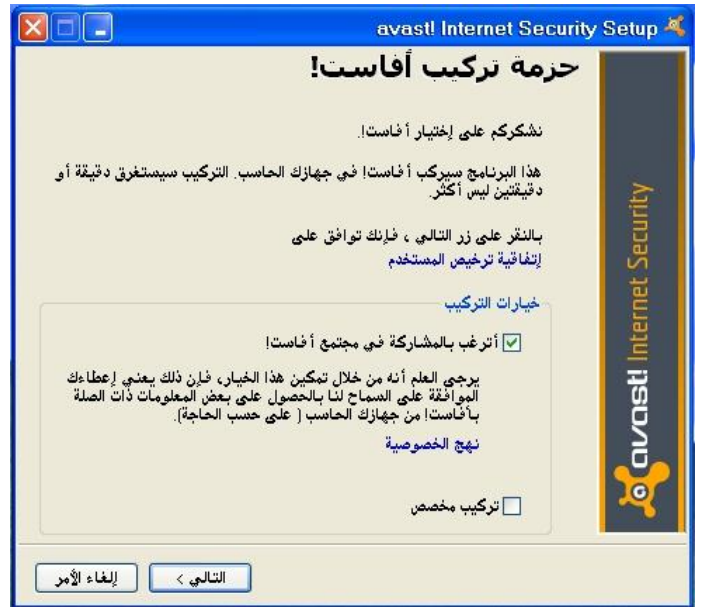 avast! Internet Security Setup
حزمة تركيب أفاست!
نشكركم على إختيار أفاست!.
هذا البرنامج سيركب أفاست! في جهازك الحاسب. التركيب سيستغرق دقيقة أو
دقيقتين ليس أكثر.
بالنقر على زر التالي ، فإنك توافق على
إتفاقية ترخيص المستخدم
خيارات التركيب
أترغب بالمشاركة في مجتمع أفاست!
يرجى العلم أنه من خلال تمكين هذا الخيار، فإن ذلك يعني إعطاءك
الموافقة على السماح لنا بالحصول على بعض المعلومات ذات الصلة
بأفاست! من جهازك الحاسب ( على حسب الحاجة).
نهج الخصوصية
تركيب مخصص
التالي >
إلغاء الأمر
avast! Internet Security